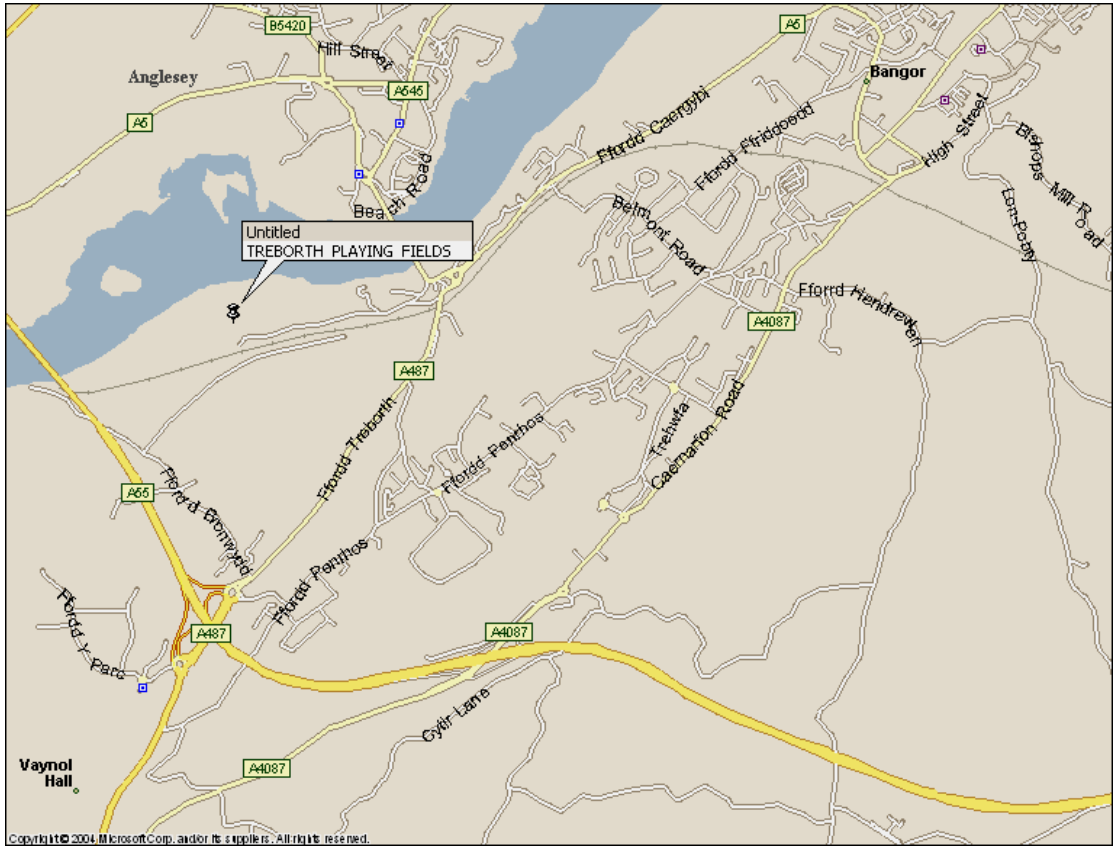 B5420
Hill Street
A5
Anglesey
A545
A5
Bangor
Ffordd Caergybi
Ffordd Ffriddoedd
High Street
Bishops Mill Road
Lon-Pobty
Beach Road
Belmont Road
Untitled
TREBORTH PLAYING FIELDS
Fforrd Hendrewen
A4087
A487
Ffordd Treborth
Ffordd Penrhos
Trehwfa
Caernarfon Road
A55
Ffordd Bronwydd
Ffordd Penrhos
Ffordd Y Parc
A487
A4087
Cytir Lane
Vaynol
Hall
A4087
Copyright © 2004 Microsoft Corp. and/or its suppliers. All rights reserved.